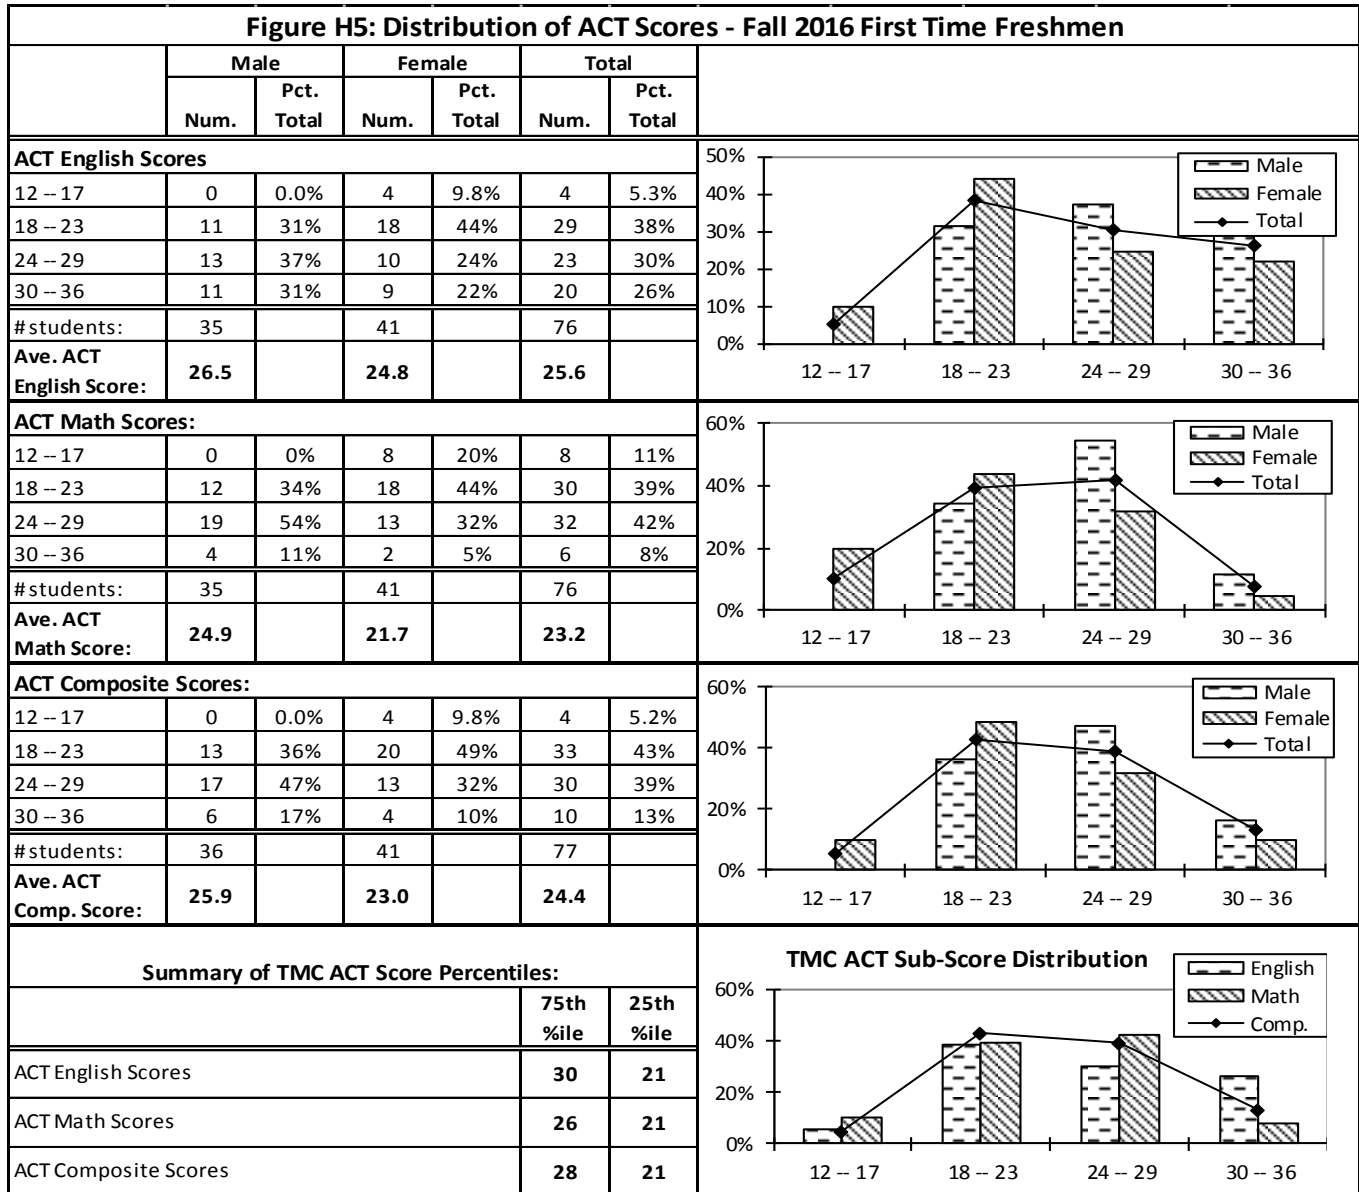 Figure H5: Distribution of ACT Scores - Fall 2016 First Time Freshmen
Male Female Total
Num. Pct. Total Num. Pct. Total Num. Pct. Total
ACT English Scores
12 -- 17 0 0.0% 4 9.8% 4 5.3%
18 -- 23 11 31% 18 44% 29 38%
24 -- 29 13 37% 10 24% 23 30%
30 -- 36 11 31% 9 22% 20 26%
# students: 35 41 76
Ave. ACT English Score: 26.5 24.8 25.6
50%
40%
30%
20%
10%
0%
12 -- 17 18 -- 23 24 -- 29 30 -- 36
Male
Female
Total
ACT Math Scores:
12 -- 17 0 0% 8 20% 8 11%
18 -- 23 12 34% 18 44% 30 39%
24 -- 29 19 54% 13 32% 32 42%
30 -- 36 4 11% 2 5% 6 8%
# students: 35 41 76
Ave. ACT Math Score: 24.9 21.7 23.2
60%
40%
20%
0%
12 -- 17 18 -- 23 24 -- 29 30 -- 36
Male
Female
Total
ACT Composite Scores:
12 -- 17 0 0.0% 4 9.8% 4 5.2%
18 -- 23 13 36% 20 49% 33 43%
24 -- 29 17 47% 13 32% 30 39%
30 -- 36 6 17% 4 10% 10 13%
# students: 36 41 77
Ave. ACT Comp. Score: 25.9 23.0 24.4
60%
40%
20%
0%
12 -- 17 18 -- 23 24 -- 29 30 -- 36
Male
Female
Total
Summary of TMC ACT Score Percentiles:
75th %ile 25th %ile
ACT English Scores 30 21
ACT Math Scores 26 21
ACT Composite Scores 28 21
TMC ACT Sub-Score Distribution
60%
40%
20%
0%
12 -- 17 18 -- 23 24 -- 29 30 -- 36
English
Math
Comp.